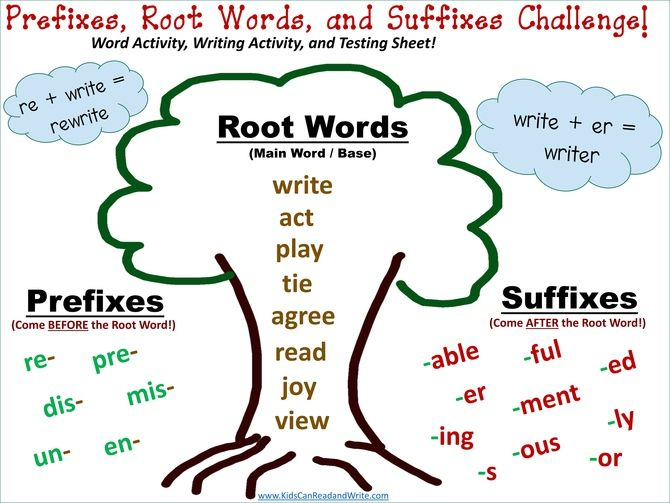 Prefixes, Root Words, and Suffixes Challenge!
Word Activity, Writing Activity, and Testing Sheet!
re + write =
rewrite
Root Words
(Main Word / Base)
write
act
play
tie
agree
read
joy
view
write + er =
writer
Prefixes
(Come BEFORE the Root Word!)
re- pre-
dis- mis-
un- en-
Suffixes
(Come AFTER the Root Word!)
-able -ful -ed
-er -ment -ly
-ing -ous -or
-s
www.KidsCanReadandWrite.com